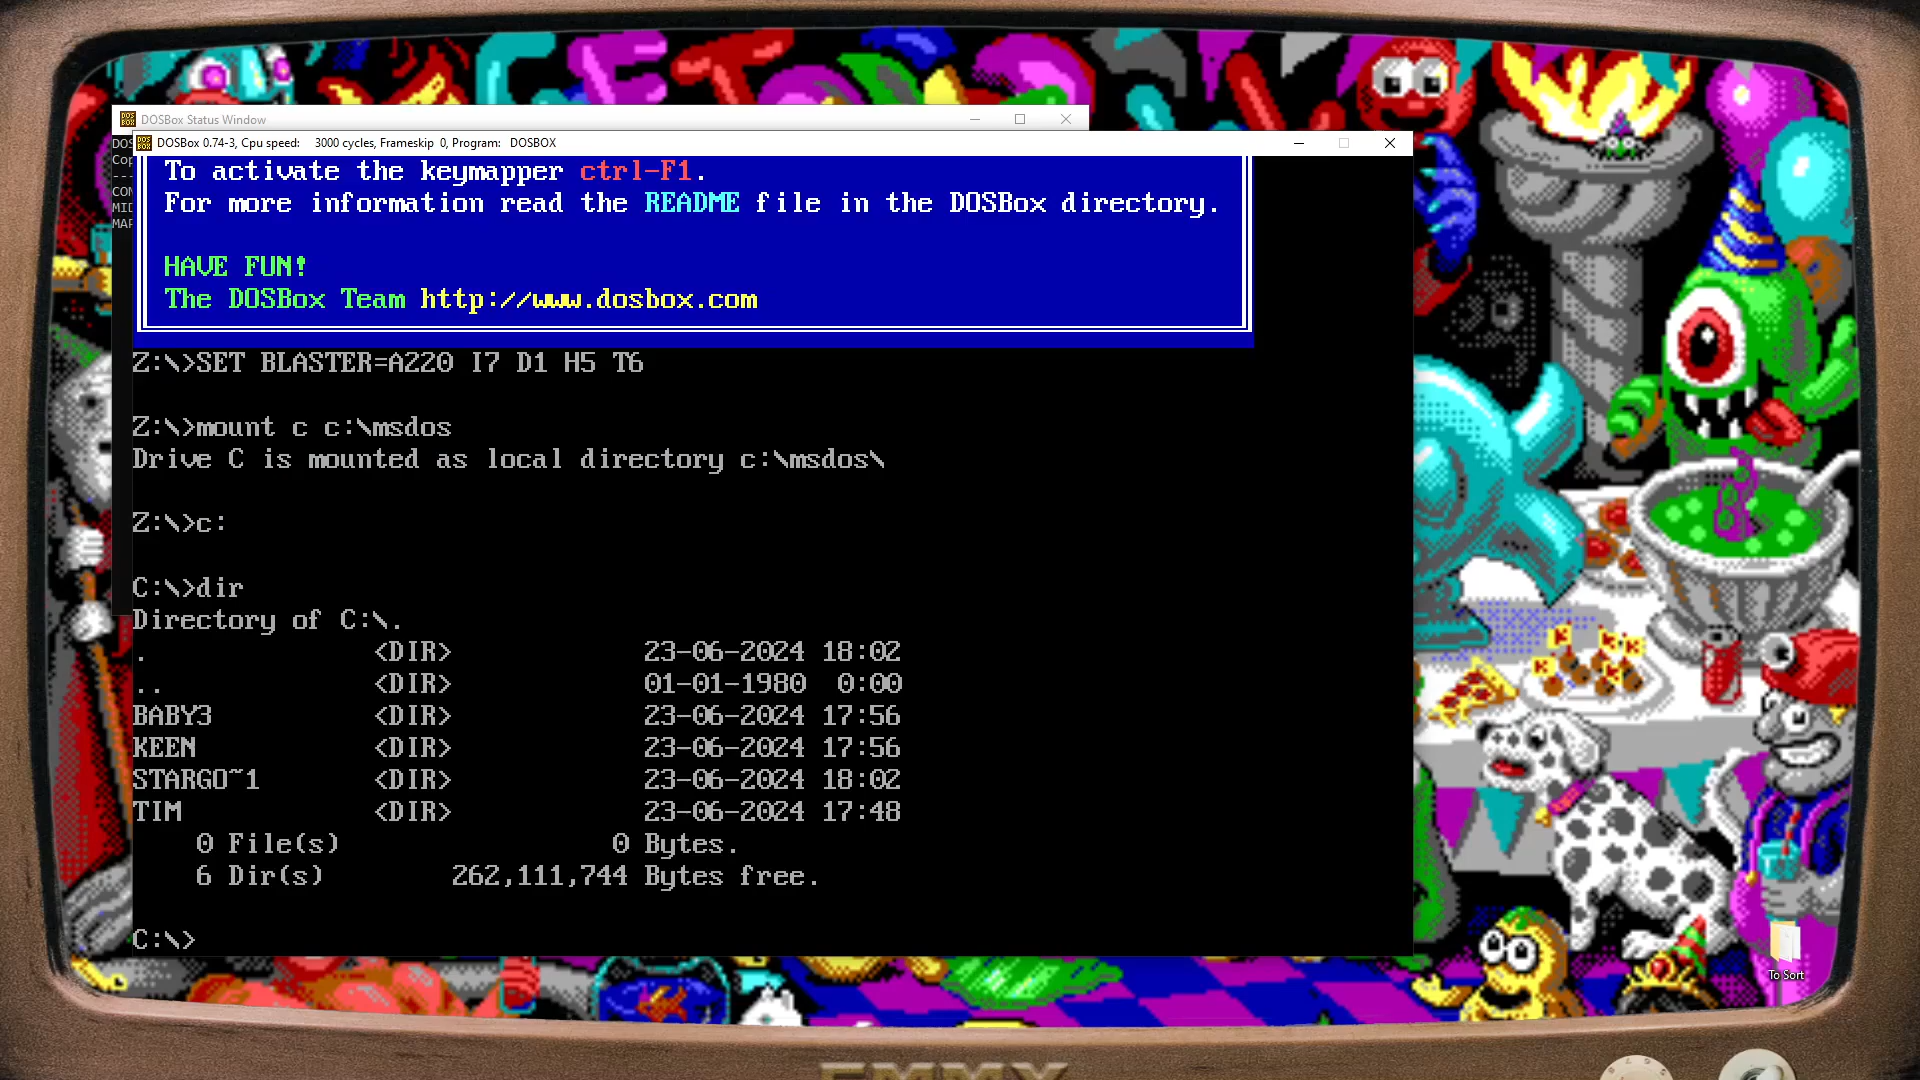 DOSBox Status Window
DOSBox 0.74-3, Cpu speed: 3000 cycles, Frameskip 0, Program: DOSBOX
DOS
Cop
---
CON
MID
MAP
To activate the keymapper ctrl-F1.
For more information read the README file in the DOSBox directory.
HAVE FUN!
The DOSBox Team http://www.dosbox.com
Z:\>SET BLASTER=A220 I7 D1 H5 T6
Z:\>mount c c:\msdos
Drive C is mounted as local directory c:\msdos\
Z:\>c:
C:\>dir
Directory of C:\.
. <DIR> 23-06-2024 18:02
.. <DIR> 01-01-1980 0:00
BABY3 <DIR> 23-06-2024 17:56
KEEN <DIR> 23-06-2024 17:56
STARGO~1 <DIR> 23-06-2024 18:02
TIM <DIR> 23-06-2024 17:48
0 File(s) 0 Bytes.
6 Dir(s) 262,111,744 Bytes free.
C:\>
To Sort